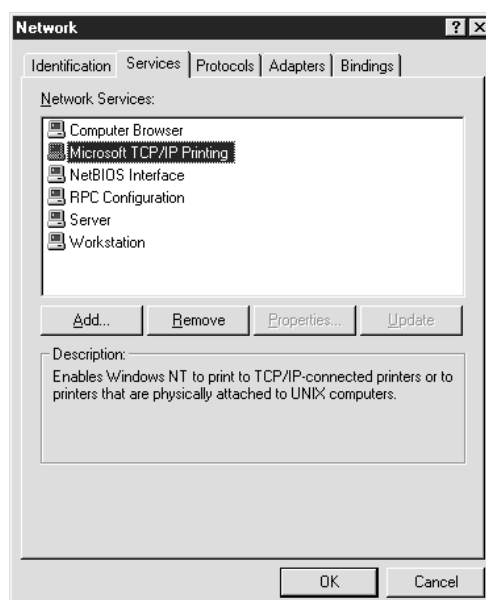 Network
Identification Services Protocols Adapters Bindings
Network Services:
Computer Browser
Microsoft TCP/IP Printing
NetBIOS Interface
RPC Configuration
Server
Workstation
Add... Remove Properties... Update
Description:
Enables Windows NT to print to TCP/IP-connected printers or to
printers that are physically attached to UNIX computers.
OK Cancel